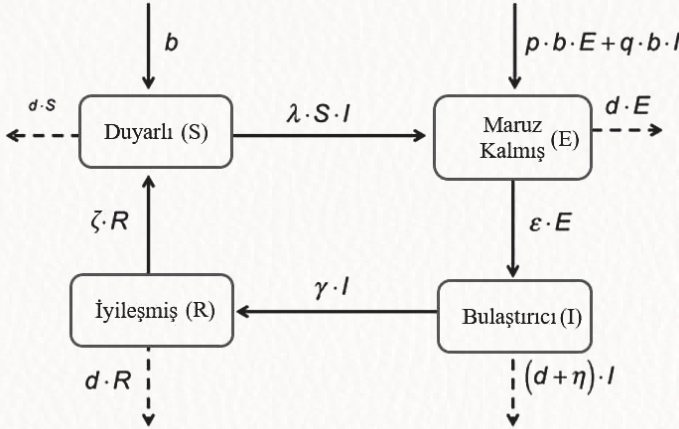 b
p·b·E+q·b·I
d·S
Duyarlı (S)
λ·S·I
Maruz
Kalmış (E)
d·E
ζ·R
ε·E
İyileşmiş (R)
γ·I
Bulaştırıcı (I)
d·R
(d+η)·I